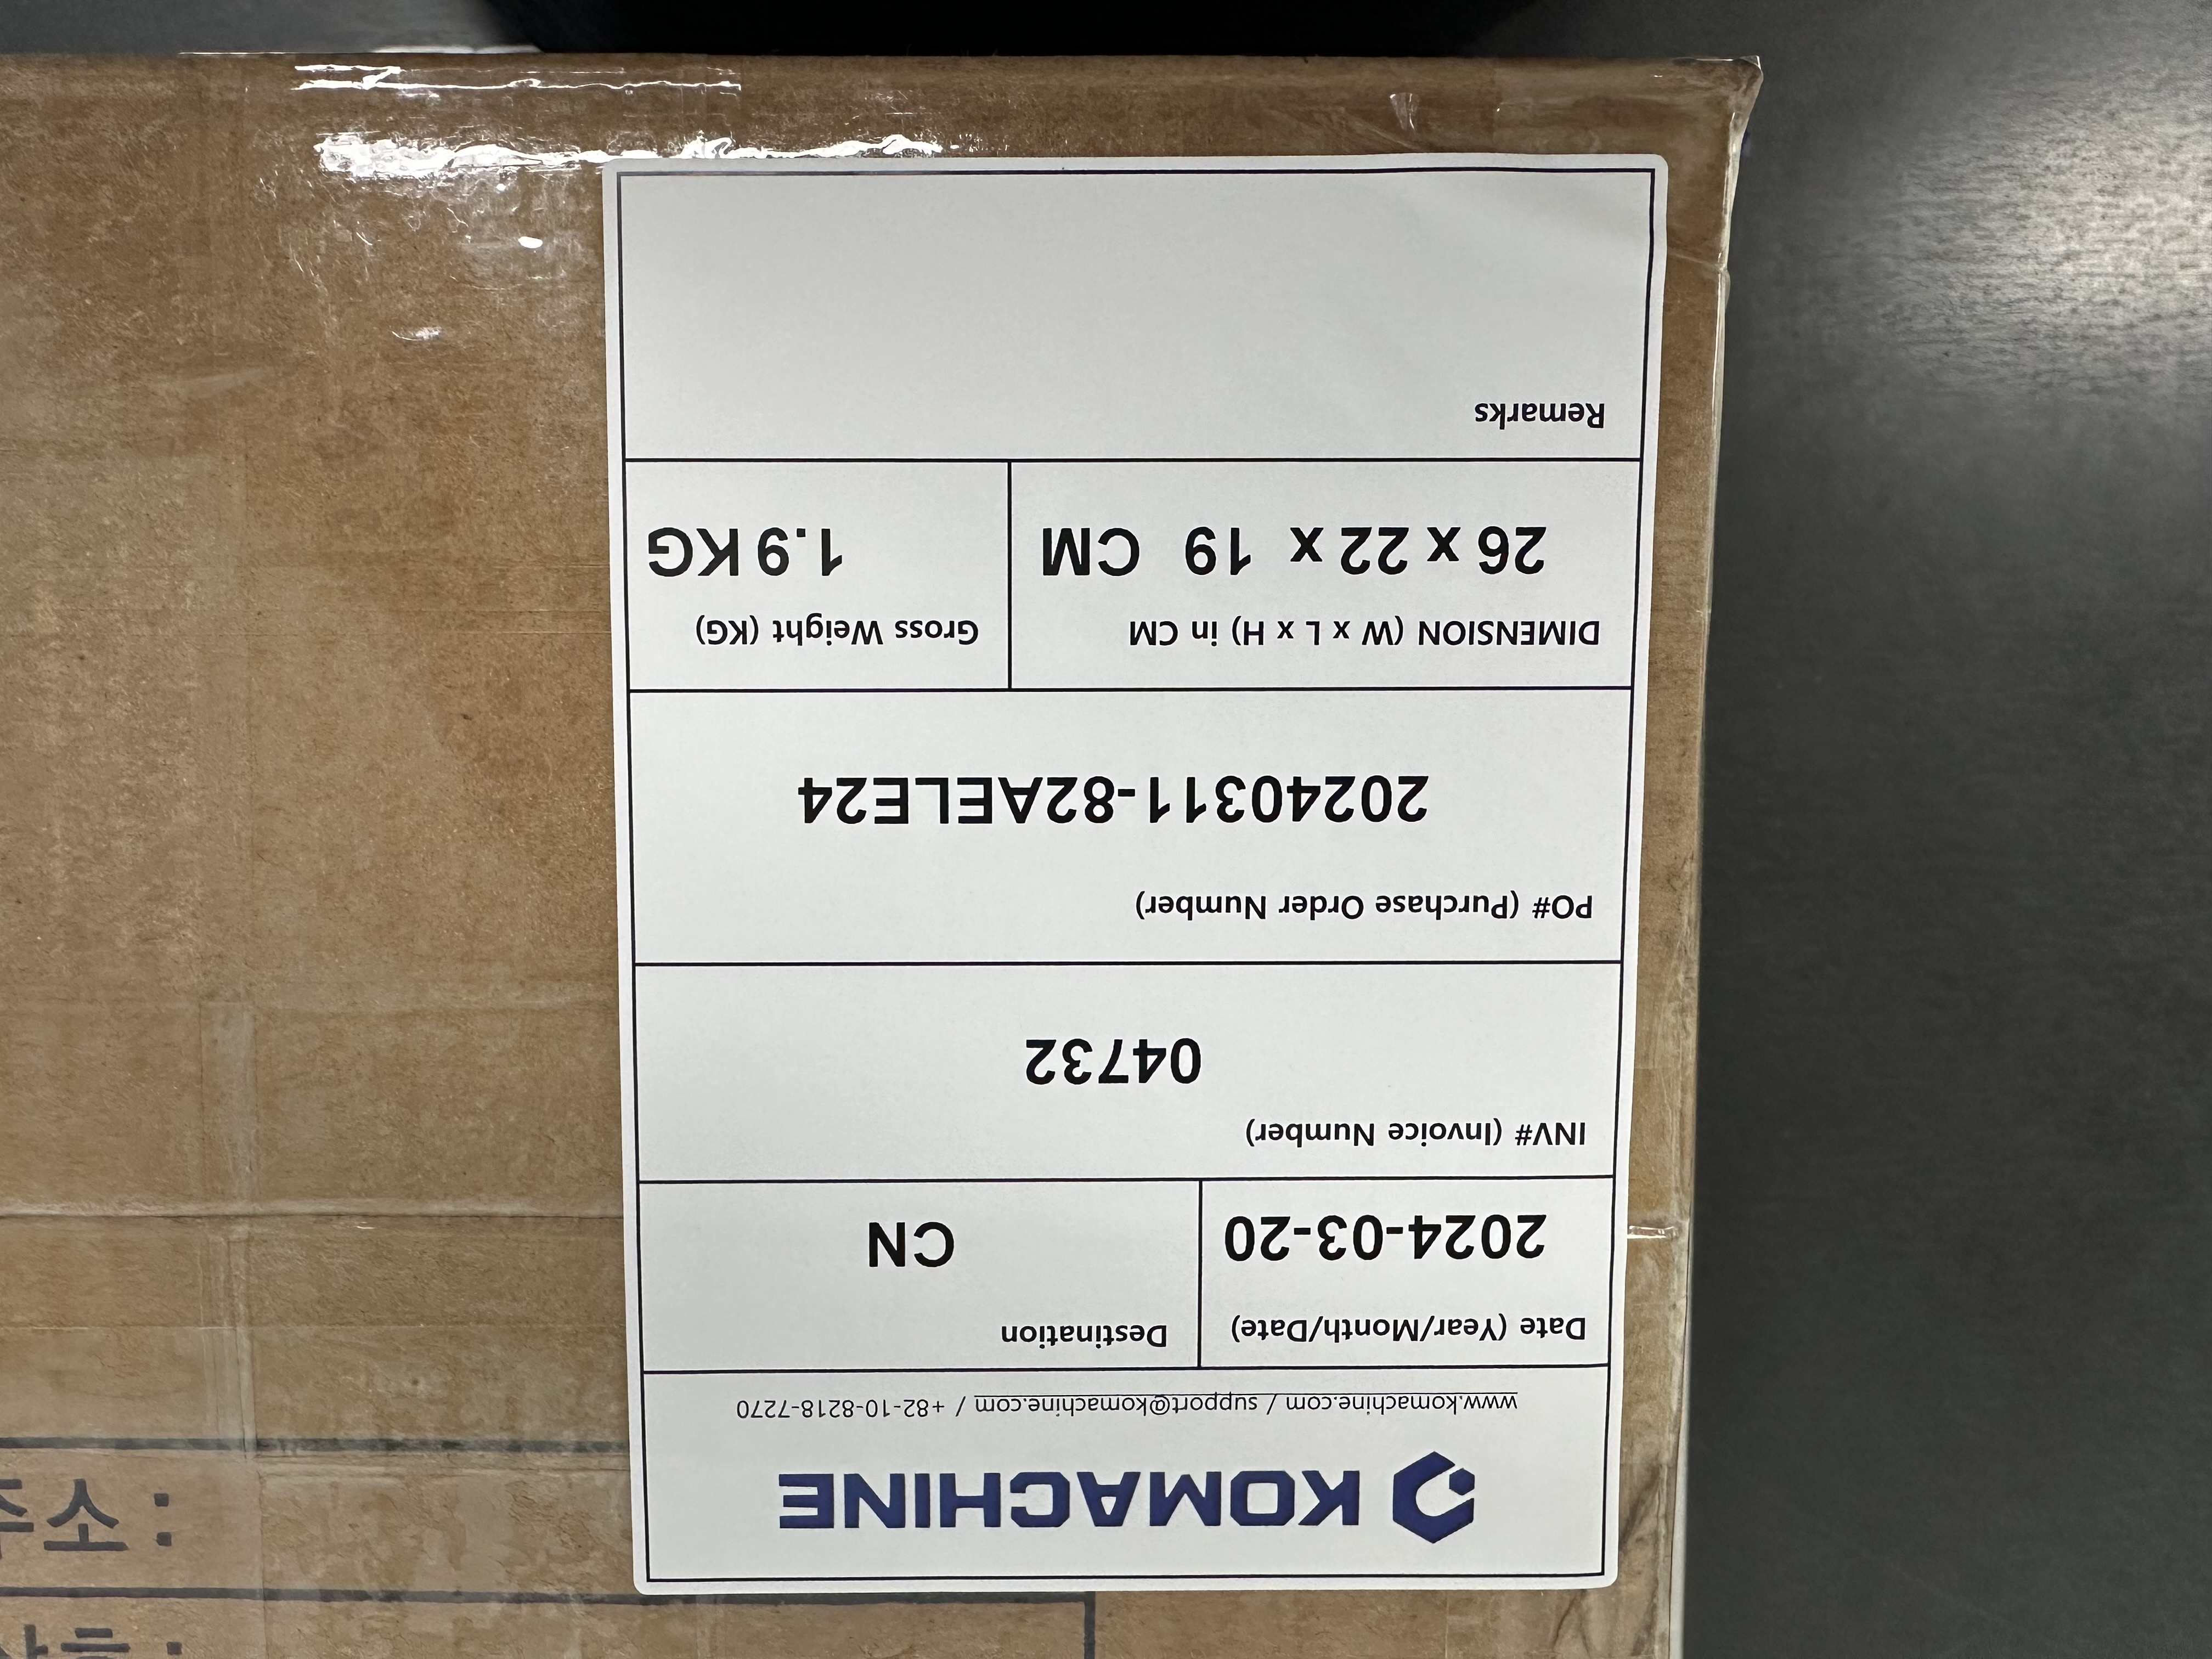 KOMACHINE
www.komachine.com / support@komachine.com / +82-10-8218-7270
Date (Year/Month/Date)
2024-03-20
Destination
CN
INV# (Invoice Number)
04732
PO# (Purchase Order Number)
20240311-82AELE24
DIMENSION (W x L x H) in CM
26 x 22 x 19 CM
Gross Weight (KG)
1.9 KG
Remarks
주소 :